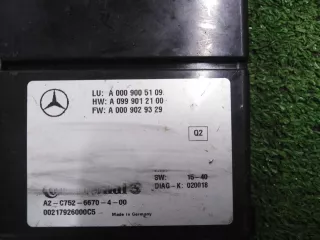 LU: A 000 900 51 09
HW: A 099 901 21 00
FW: A 000 902 93 29
Q2
SW: 15-40
DIAG-K: 020018
A2-C752-6670-4-00
00217926000C5
Made in Germany